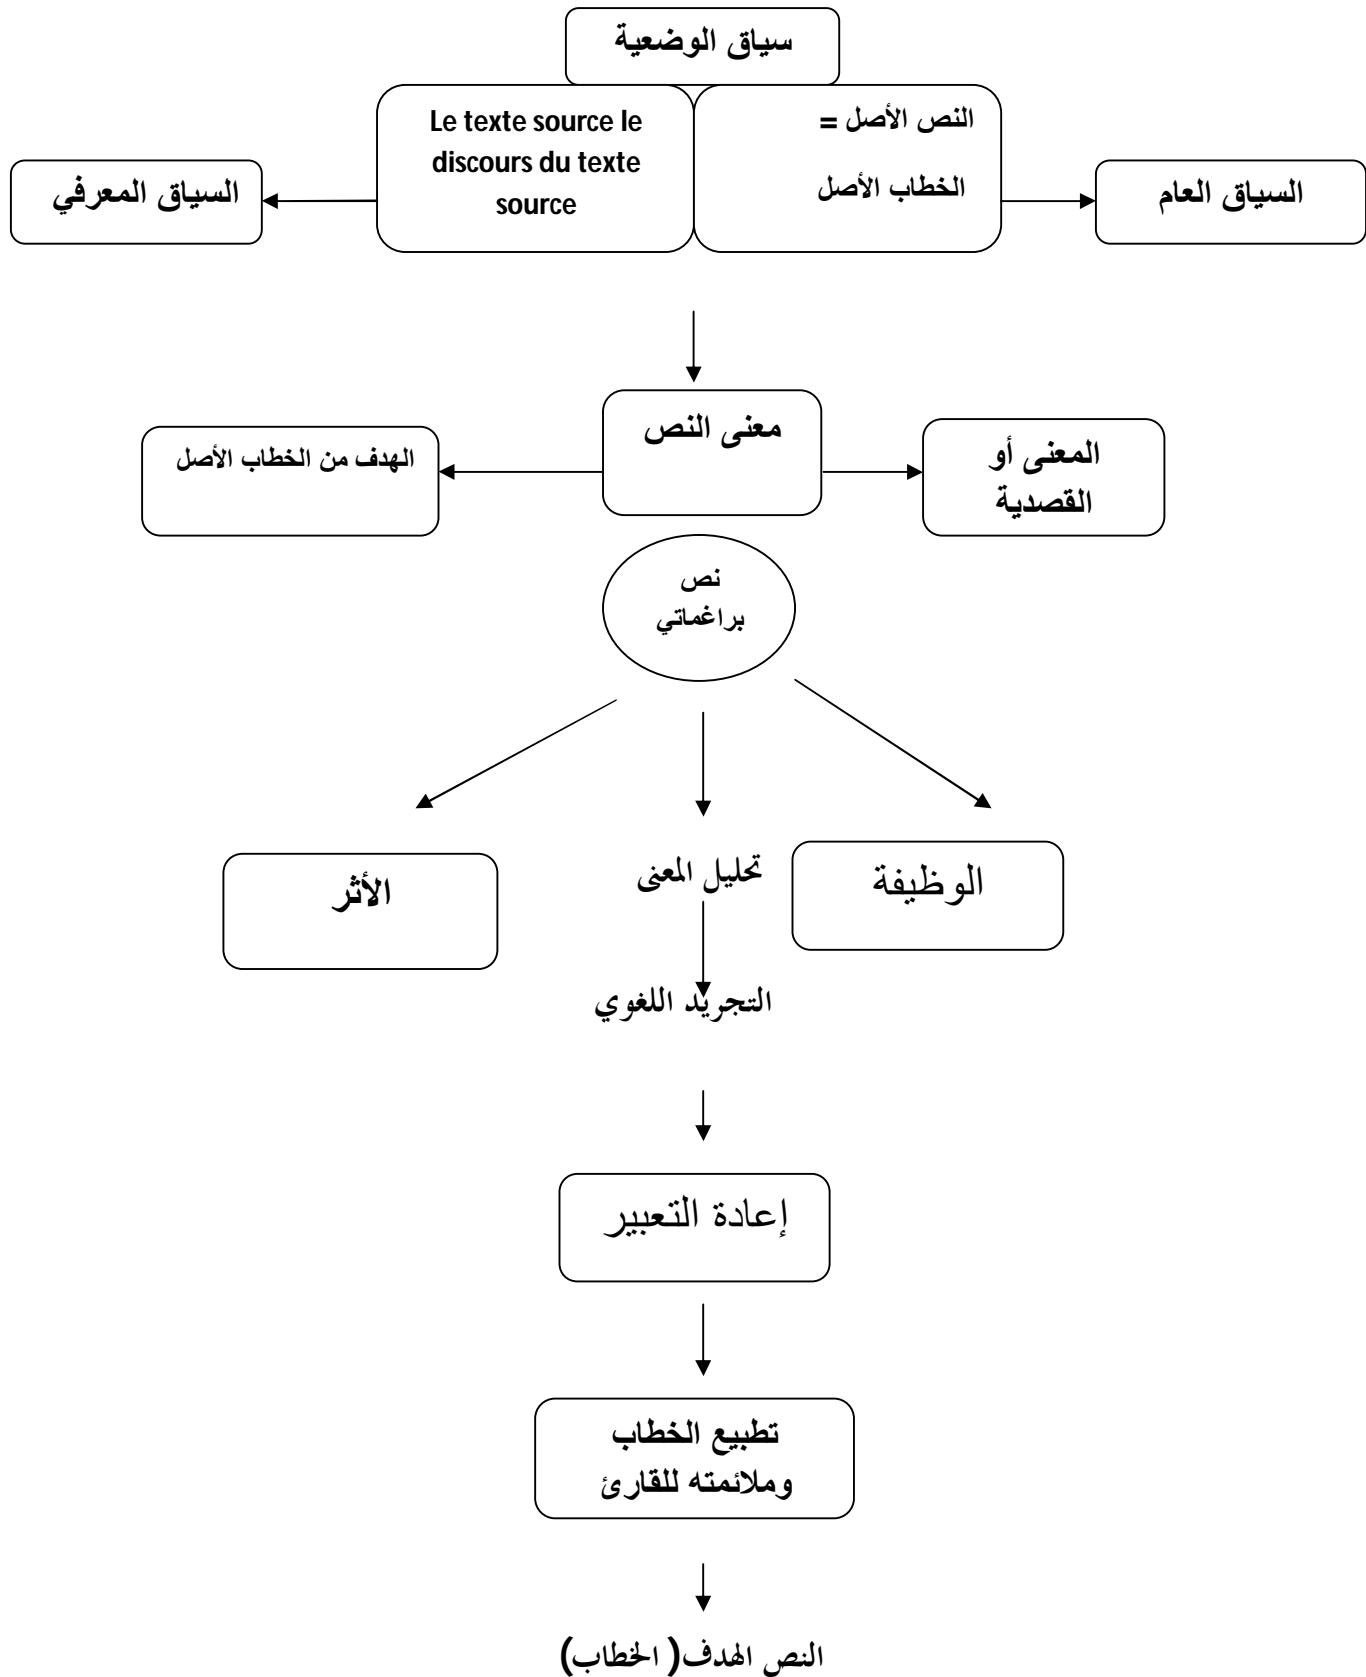 سياق الوضعية
النص الأصل =
الخطاب الأصل
Le texte source le
discours du texte
source
السياق العام
السياق المعرفي
معنى النص
المعنى أو
القصدية
الهدف من الخطاب الأصل
نص
براغماتي
الوظيفة
تحليل المعنى
الأثر
التجريد اللغوي
إعادة التعبير
تطبيع الخطاب
وملائمته للقارئ
النص الهدف( الخطاب)